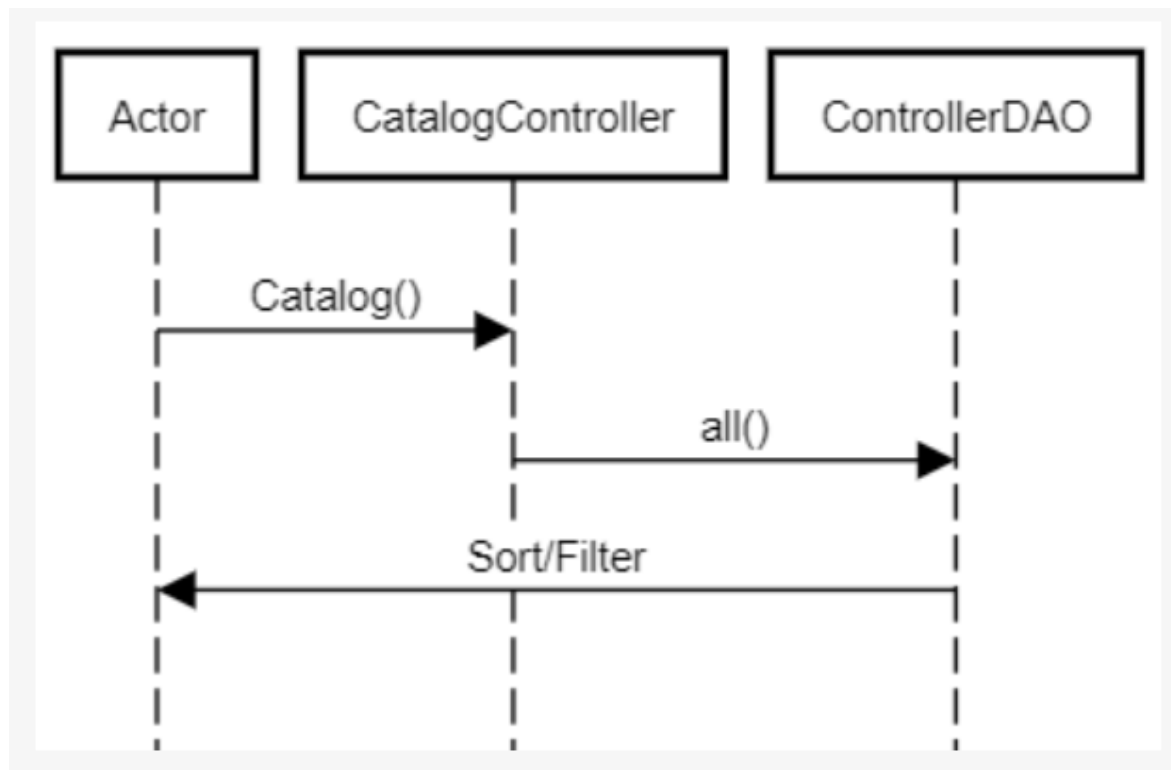 Actor
CatalogController
ControllerDAO
Catalog()
all()
Sort/Filter